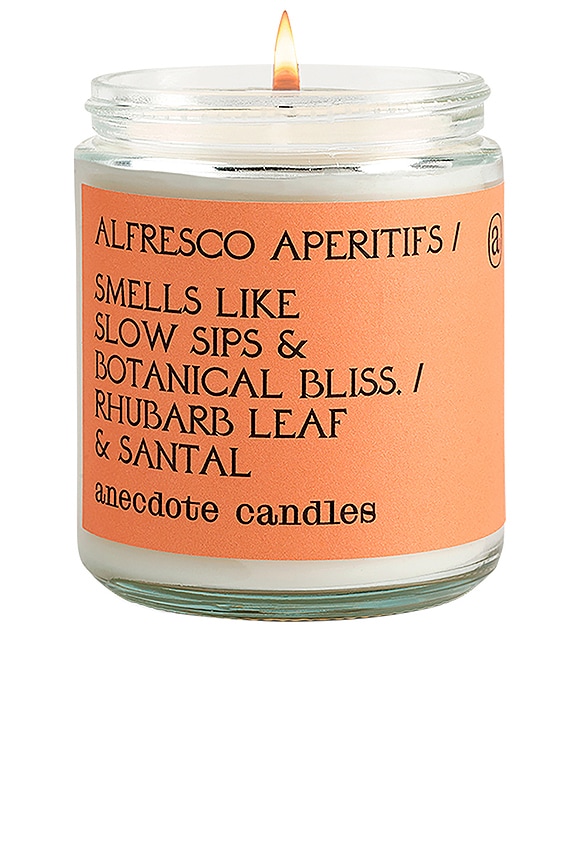 ALFRESCO APERITIFS /
a
SMELLS LIKE
SLOW SIPS &
BOTANICAL BLISS. /
RHUBARB LEAF
& SANTAL
anecdote candles